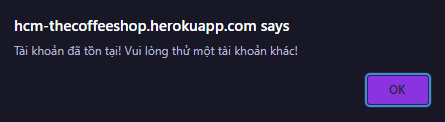 hcm-thecoffeeshop.herokuapp.com says
Tài khoản đã tồn tại! Vui lòng thử một tài khoản khác!
OK